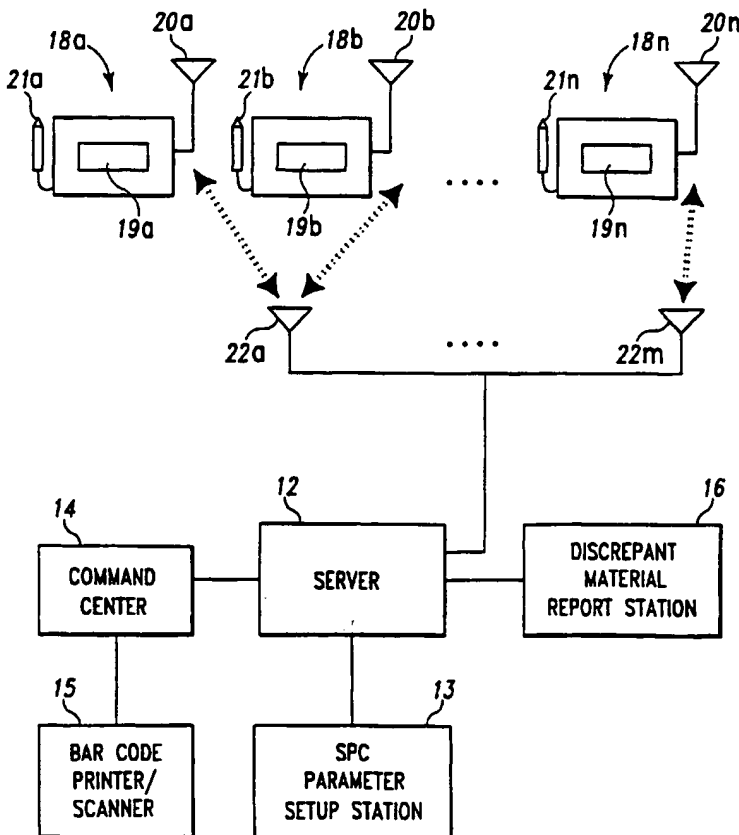 20a
20b
20n
18a
18b
18n
21a
21b
21n
19a
19b
....
19n
22a
....
22m
14
12
16
COMMAND
CENTER
SERVER
DISCREPANT
MATERIAL
REPORT STATION
15
13
BAR CODE
PRINTER/
SCANNER
SPC
PARAMETER
SETUP STATION